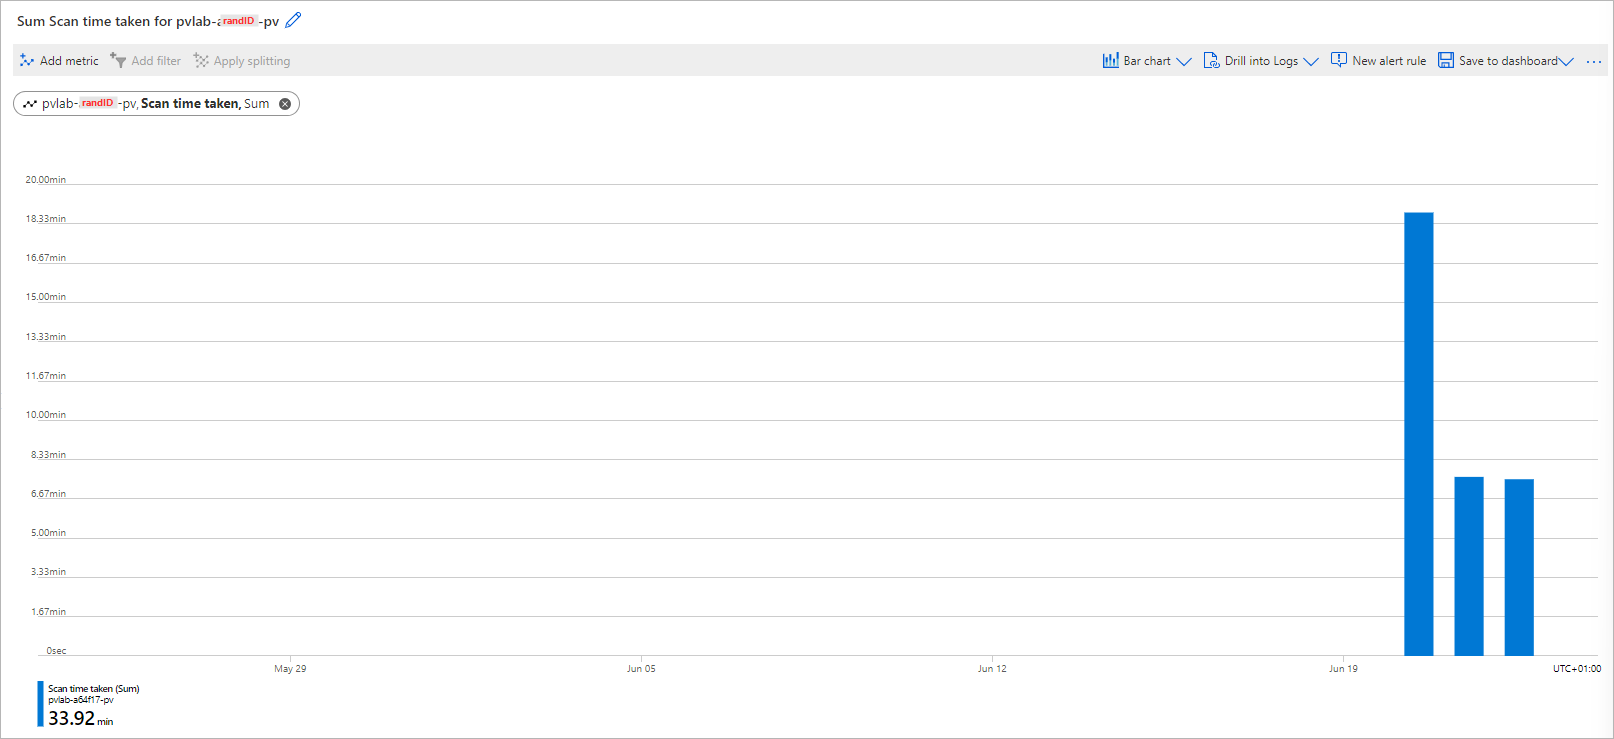 Sum Scan time taken for pvlab-a randID -pv
Add metric Add filter Apply splitting Bar chart Drill into Logs New alert rule Save to dashboard ...
pvlab- randID -pv, Scan time taken, Sum
20.00min
18.33min
16.67min
15.00min
13.33min
11.67min
10.00min
8.33min
6.67min
5.00min
3.33min
1.67min
0sec
May 29 Jun 05 Jun 12 Jun 19 UTC+01:00
Scan time taken (Sum)
pvlab-a64f17-pv
33.92 min